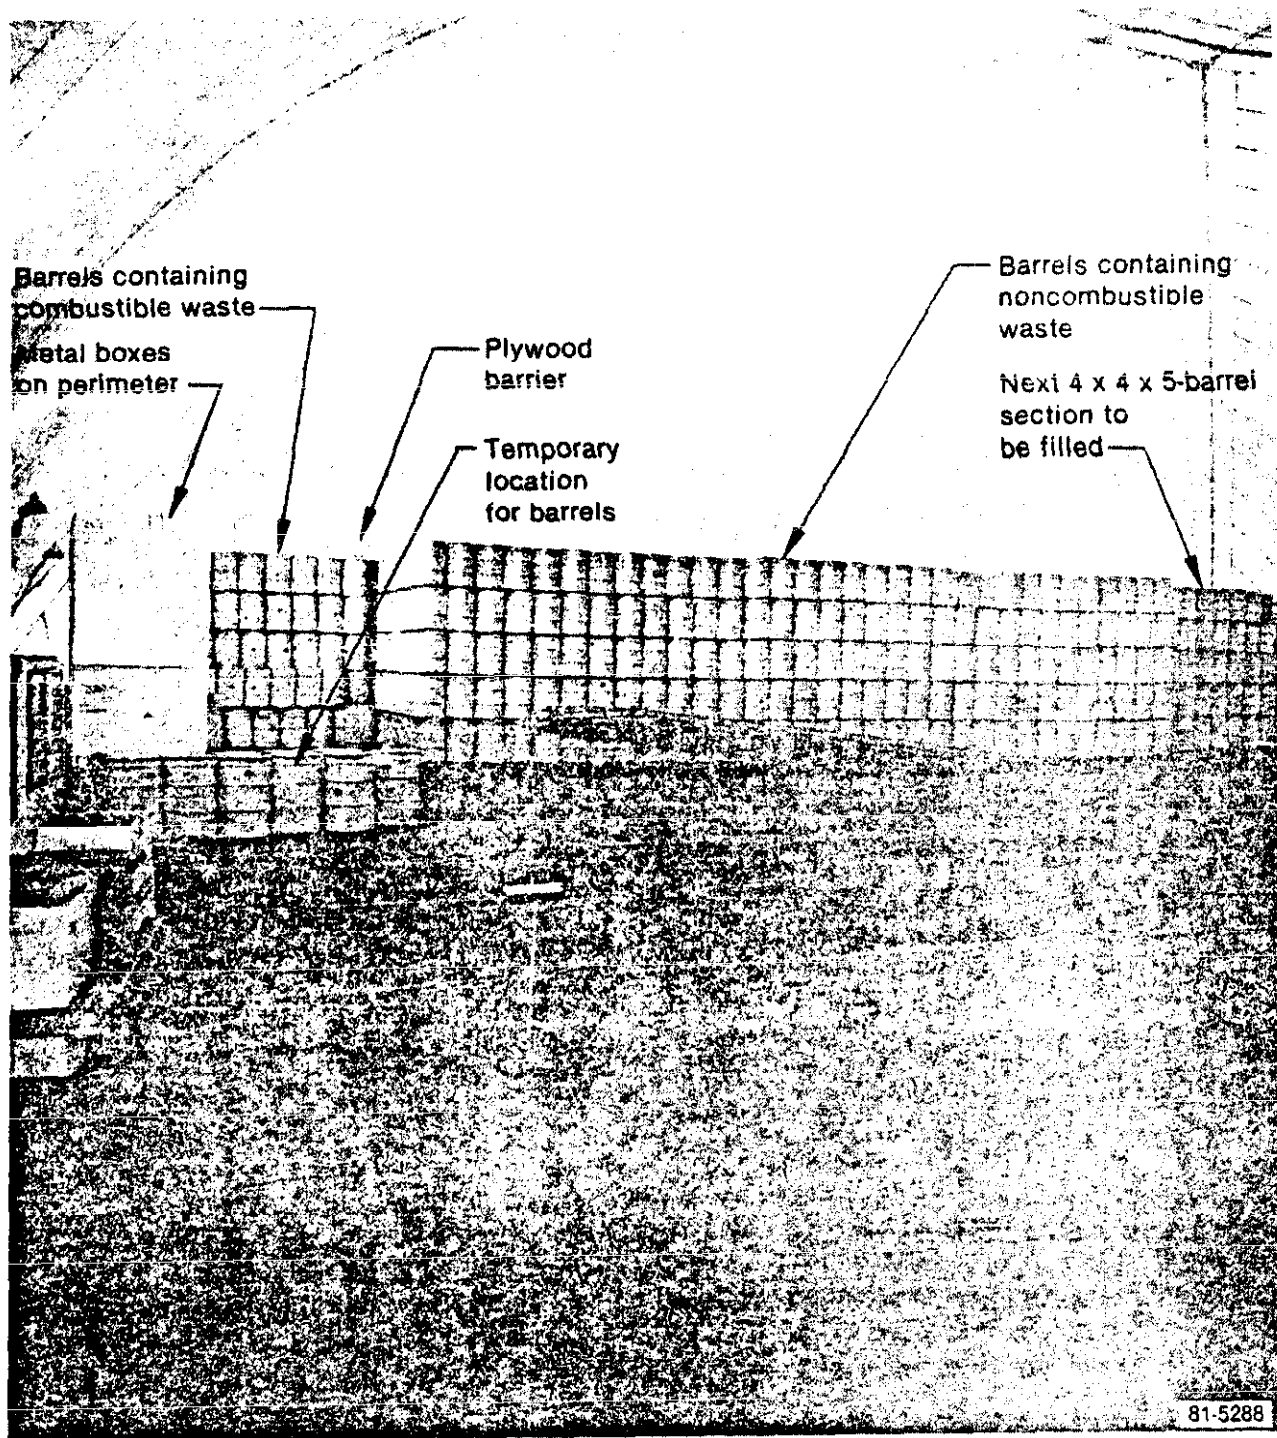 Barrels containing
combustible waste
Metal boxes
on perimeter
Plywood
barrier
Temporary
location
for barrels
Barrels containing
noncombustible
waste
Next 4 x 4 x 5-barrel
section to
be filled
81-5288